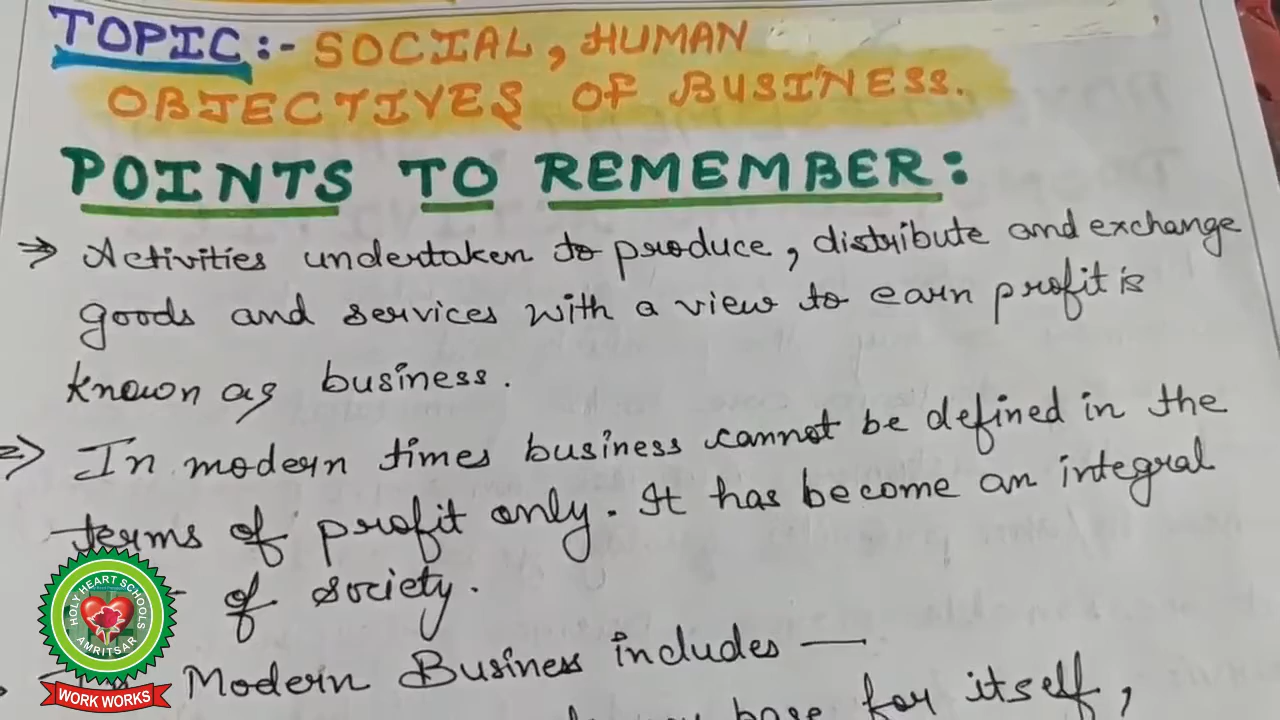 TOPIC:- SOCIAL, HUMAN
OBJECTIVES OF BUSINESS.
POINTS TO REMEMBER:
⇒ Activities undertaken to produce, distribute and exchange
goods and services with a view to earn profit is
known as business.
⇒ In modern times business cannot be defined in the
terms of profit only. It has become an integral
of society.
Modern Business includes —
base for itself,
HOLY HEART SCHOOLS
AMRITSAR
WORK WORKS